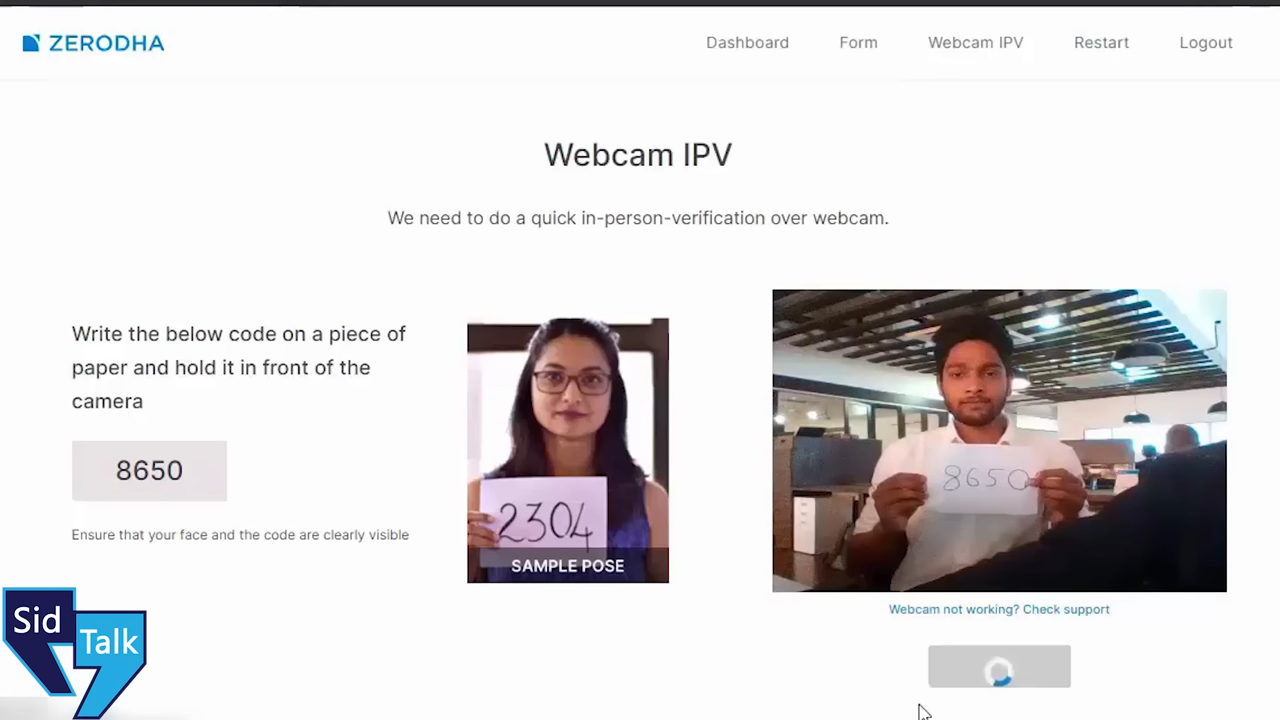 ZERODHA
Dashboard Form Webcam IPV Restart Logout
Webcam IPV
We need to do a quick in-person-verification over webcam.
Write the below code on a piece of
paper and hold it in front of the
camera
8650
Ensure that your face and the code are clearly visible
2304
SAMPLE POSE
8650
Webcam not working? Check support
Sid
Talk